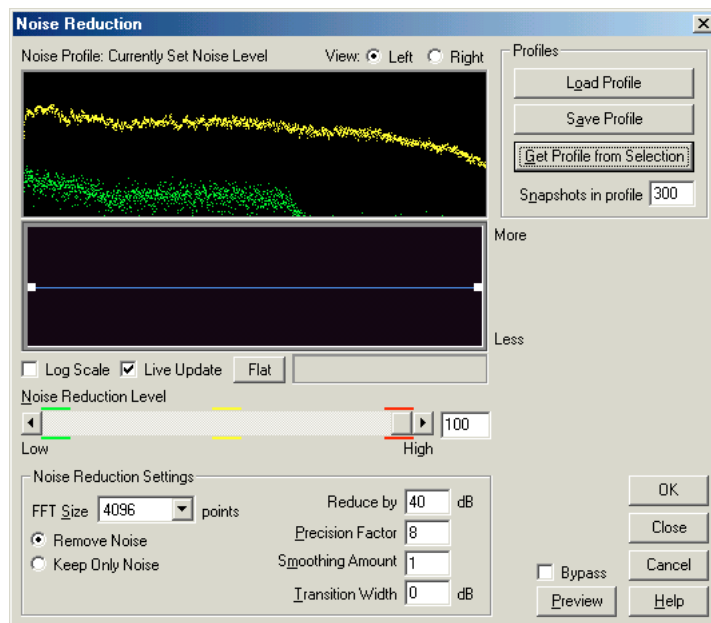 Noise Reduction
Noise Profile: Currently Set Noise Level
View: Left Right
Profiles
Load Profile
Save Profile
Get Profile from Selection
Snapshots in profile 300
More
Less
Log Scale Live Update Flat
Noise Reduction Level
100
Low High
Noise Reduction Settings
FFT Size 4096 points
Remove Noise
Keep Only Noise
Reduce by 40 dB
Precision Factor 8
Smoothing Amount 1
Transition Width 0 dB
Bypass
Preview
OK
Close
Cancel
Help